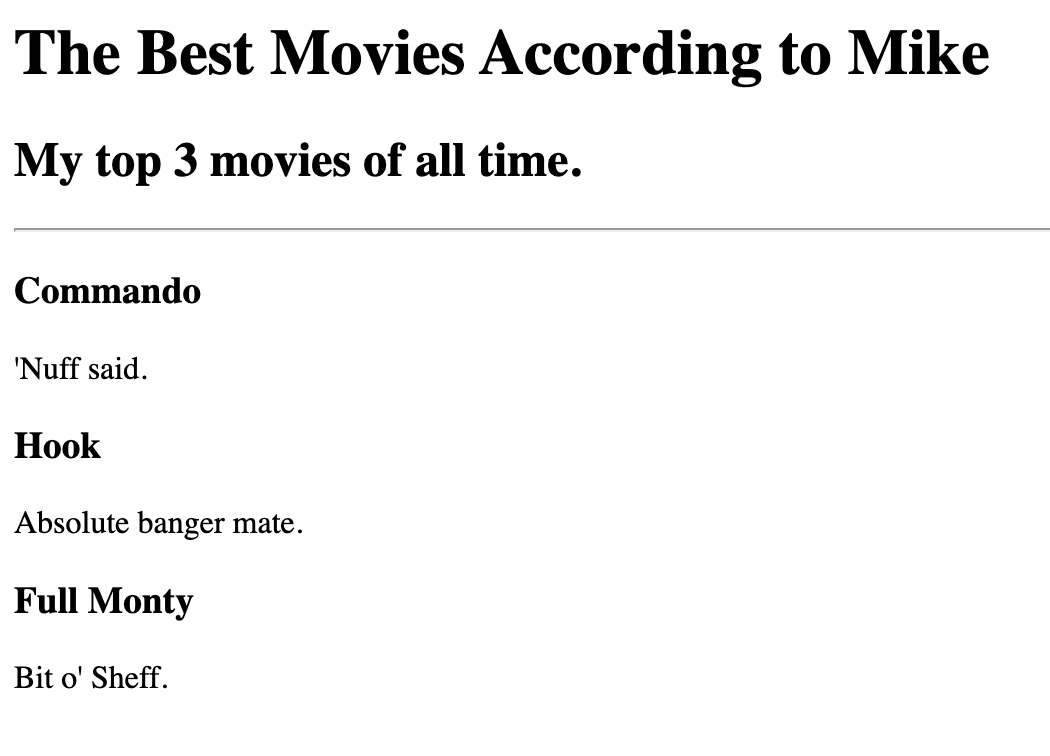 The Best Movies According to Mike
My top 3 movies of all time.
Commando
'Nuff said.
Hook
Absolute banger mate.
Full Monty
Bit o' Sheff.